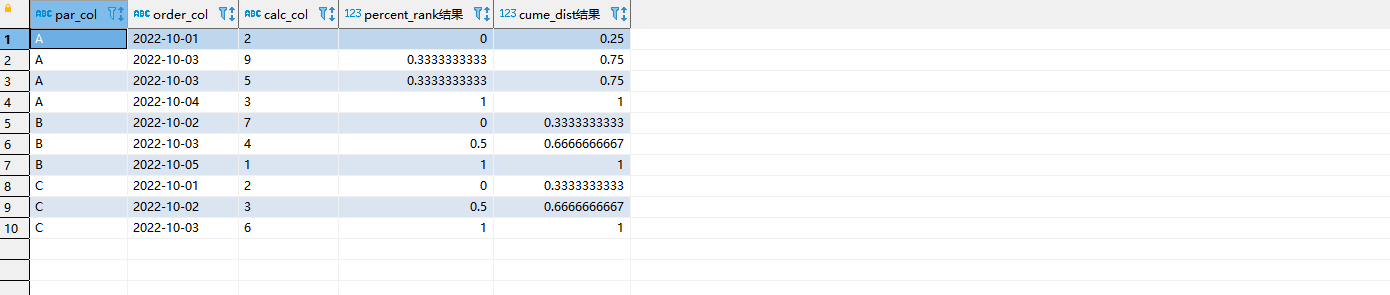 ABC par_col ABC order_col ABC calc_col 123 percent_rank结果 123 cume_dist结果
1 A 2022-10-01 2 0 0.25
2 A 2022-10-03 9 0.3333333333 0.75
3 A 2022-10-03 5 0.3333333333 0.75
4 A 2022-10-04 3 1 1
5 B 2022-10-02 7 0 0.3333333333
6 B 2022-10-03 4 0.5 0.6666666667
7 B 2022-10-05 1 1 1
8 C 2022-10-01 2 0 0.3333333333
9 C 2022-10-02 3 0.5 0.6666666667
10 C 2022-10-03 6 1 1